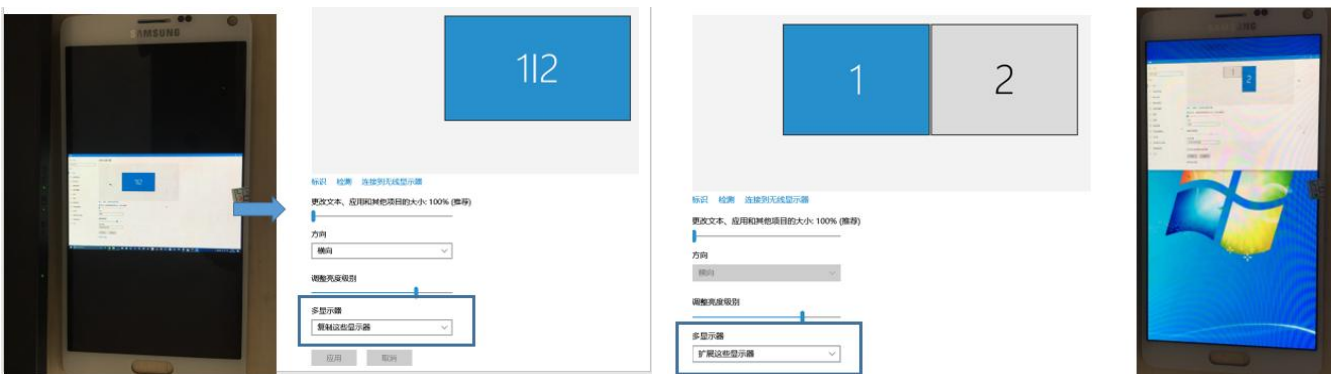 SAMSUNG
1|2
标识 检测 连接到无线显示器
更改文本、应用和其他项目的大小: 100% (推荐)
方向
横向
调整亮度级别
多显示器
复制这些显示器
应用 取消
1 2
标识 检测 连接到无线显示器
更改文本、应用和其他项目的大小: 100% (推荐)
方向
横向
调整亮度级别
多显示器
扩展这些显示器